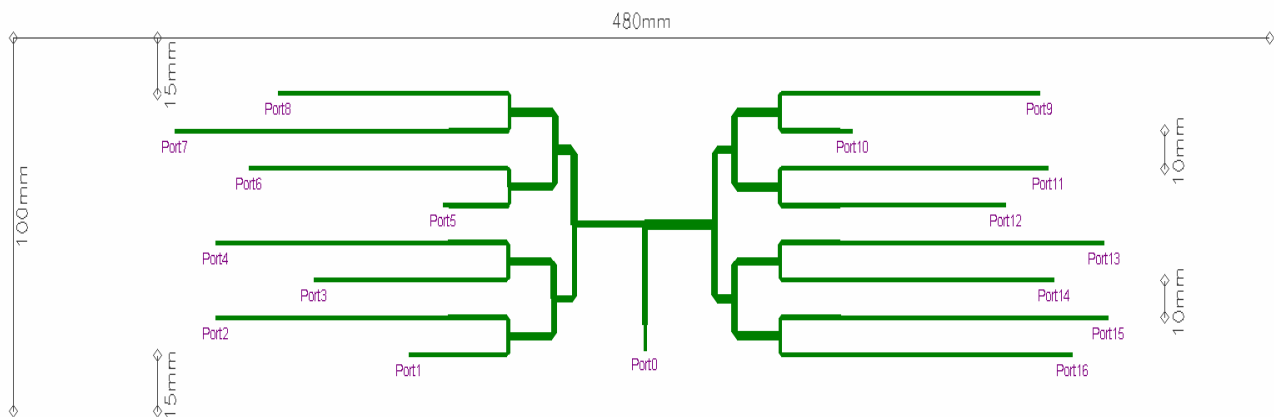 480mm
15mm
Port8
Port9
Port7
Port10
10mm
Port6
Port11
100mm
Port5
Port12
Port4
Port13
Port3
Port14
10mm
Port2
Port15
Port1
Port0
Port16
15mm